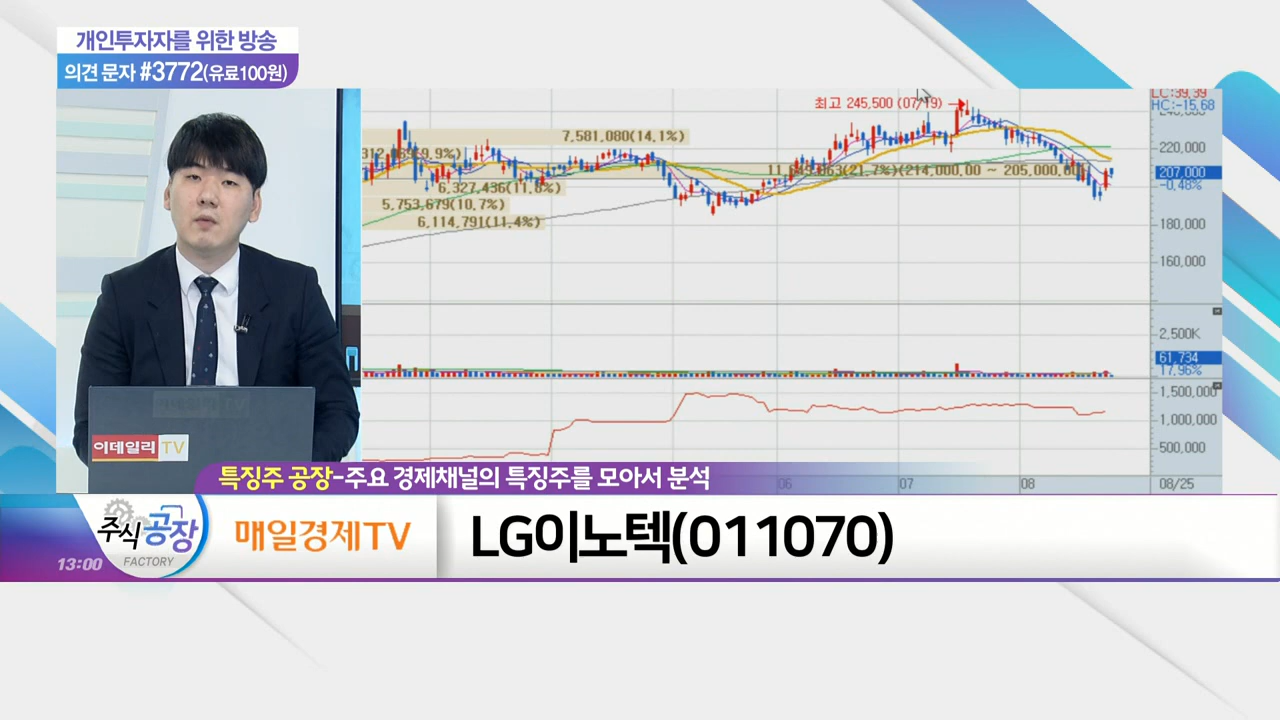 개인투자자를 위한 방송
의견 문자 #3772(유료100원)
LC:39.39
HC:-15.68
최고 245,500 (07/19)
7,581,080(14.1%)
220,000
207,000
-0.48%
6,327,436(11.8%)
5,753,679(10.7%)
6,114,791(11.4%)
180,000
160,000
2,500K
61,734
17.96%
1,500,000
1,000,000
500,000
이데일리 TV
06
07
08
08/25
특징주 공장-주요 경제채널의 특징주를 모아서 분석
주식공장
FACTORY
13:00
매일경제TV
LG이노텍(011070)